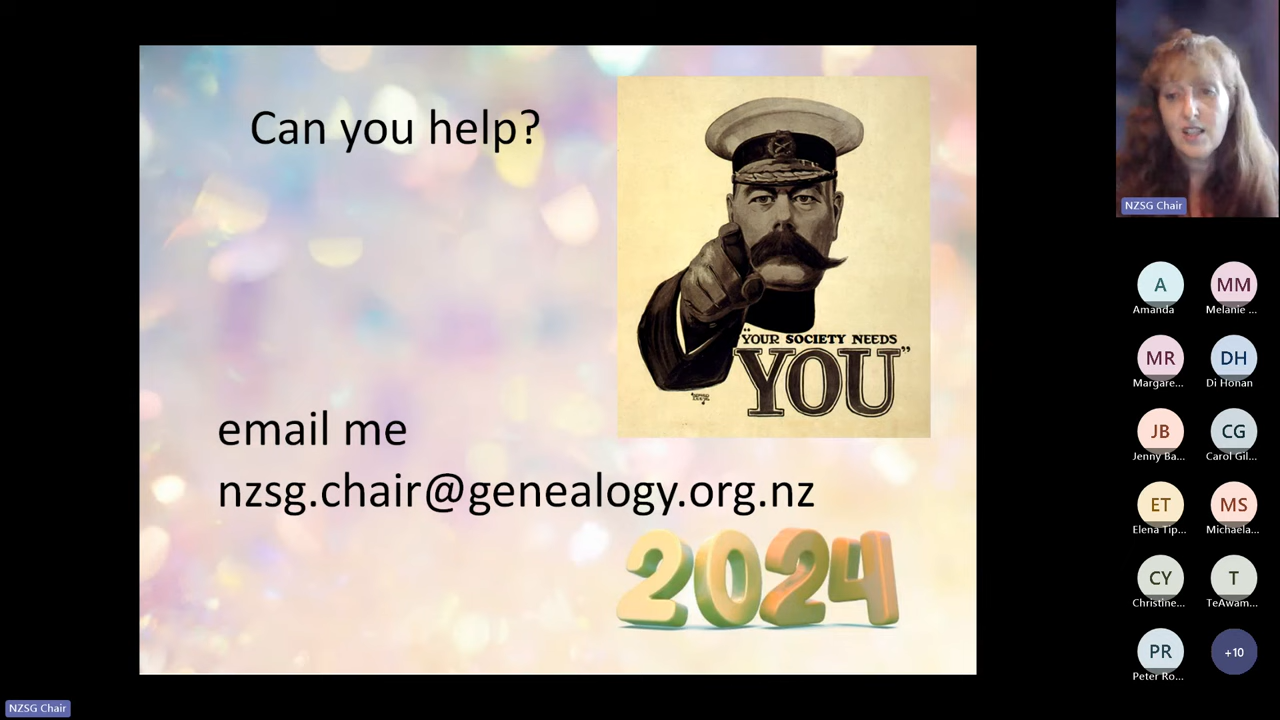 Can you help?
"YOUR SOCIETY NEEDS
YOU"
email me
nzsg.chair@genealogy.org.nz
2024
NZSG Chair
A
Amanda
MM
Melanie ...
MR
Margare...
DH
Di Honan
JB
Jenny Ba...
CG
Carol Gil...
ET
Elena Tip...
MS
Michaela...
CY
Christine...
T
TeAwam...
PR
Peter Ro...
+10
NZSG Chair